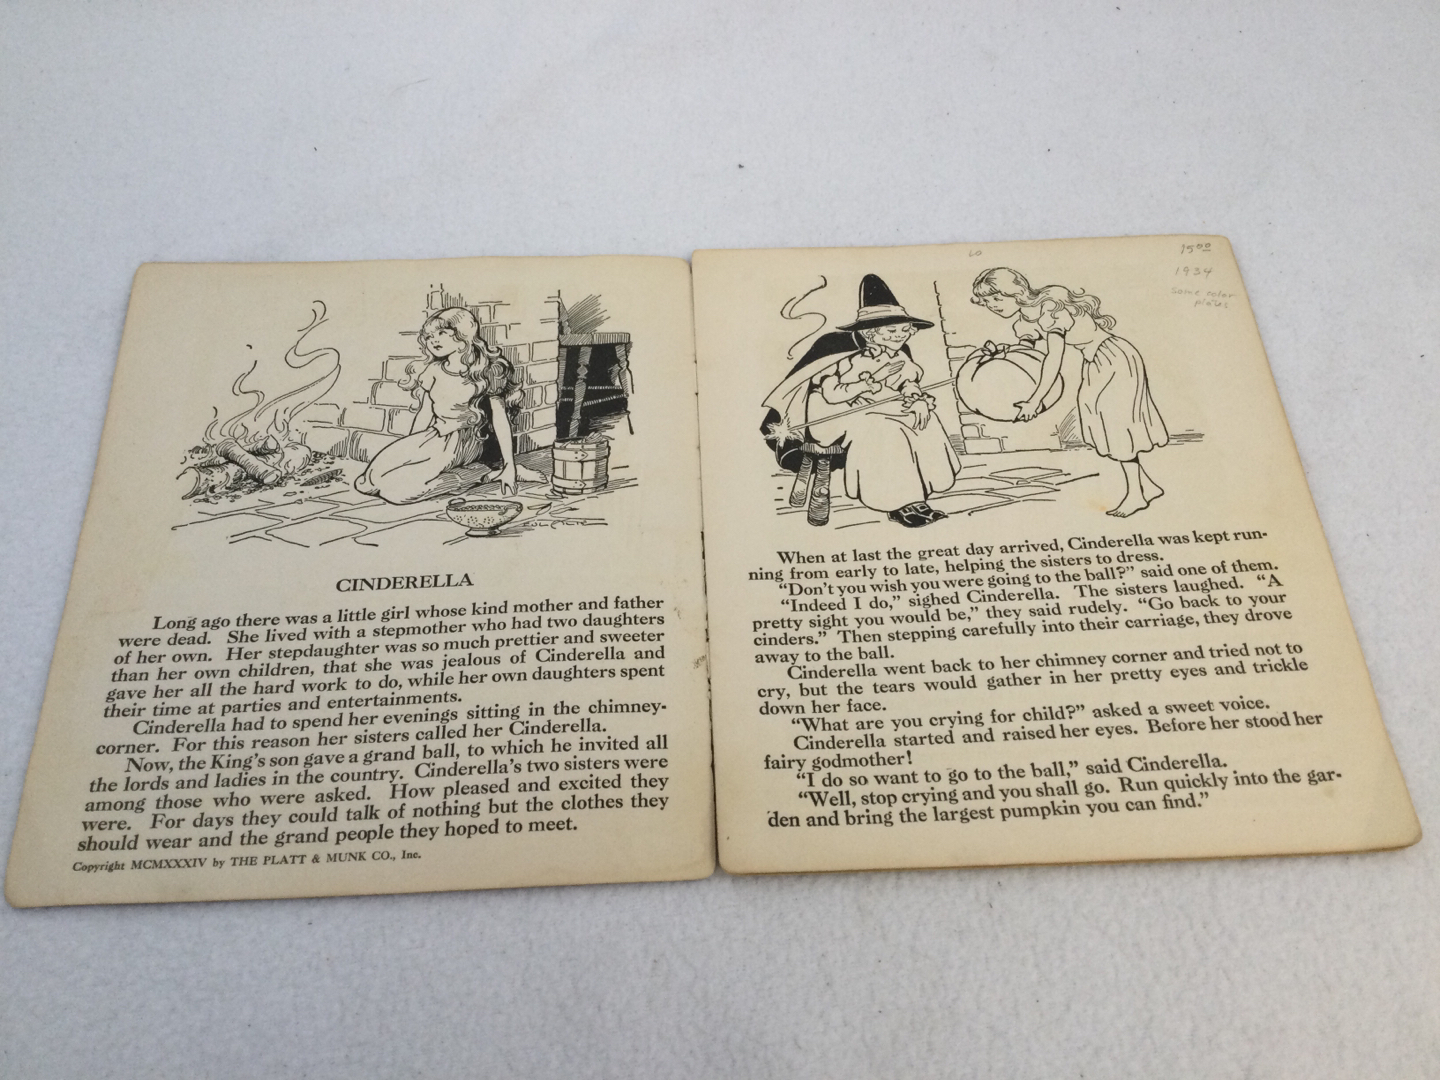 EULALIE
CINDERELLA
Long ago there was a little girl whose kind mother and father
were dead. She lived with a stepmother who had two daughters
of her own. Her stepdaughter was so much prettier and sweeter
than her own children, that she was jealous of Cinderella and
gave her all the hard work to do, while her own daughters spent
their time at parties and entertainments.
Cinderella had to spend her evenings sitting in the chimney-
corner. For this reason her sisters called her Cinderella.
Now, the King's son gave a grand ball, to which he invited all
the lords and ladies in the country. Cinderella's two sisters were
among those who were asked. How pleased and excited they
were. For days they could talk of nothing but the clothes they
should wear and the grand people they hoped to meet.
Copyright MCMXXXIV by THE PLATT & MUNK CO., Inc.
15⁰⁰
1934
Some color
plates
When at last the great day arrived, Cinderella was kept run-
ning from early to late, helping the sisters to dress.
“Don't you wish you were going to the ball?” said one of them.
“Indeed I do,” sighed Cinderella. The sisters laughed. “A
pretty sight you would be,” they said rudely. “Go back to your
cinders.” Then stepping carefully into their carriage, they drove
away to the ball.
Cinderella went back to her chimney corner and tried not to
cry, but the tears would gather in her pretty eyes and trickle
down her face.
“What are you crying for child?” asked a sweet voice.
Cinderella started and raised her eyes. Before her stood her
fairy godmother!
“I do so want to go to the ball,” said Cinderella.
“Well, stop crying and you shall go. Run quickly into the gar-
den and bring the largest pumpkin you can find.”